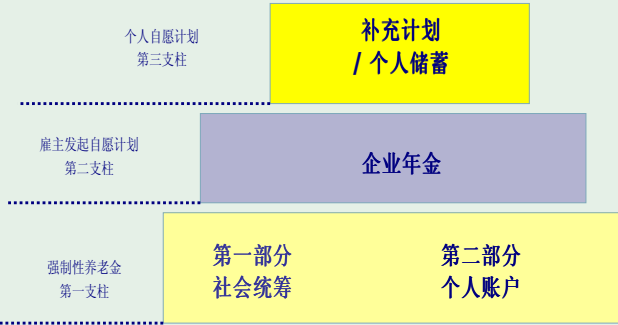 个人自愿计划
第三支柱
补充计划
/ 个人储蓄
雇主发起自愿计划
第二支柱
企业年金
强制性养老金
第一支柱
第一部分
社会统筹
第二部分
个人账户